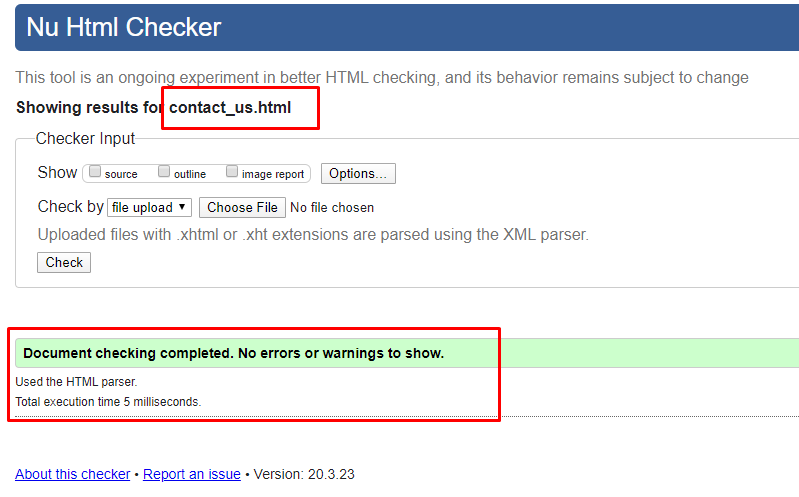 Nu Html Checker
This tool is an ongoing experiment in better HTML checking, and its behavior remains subject to change
Showing results for contact_us.html
Checker Input
Show source outline image report Options...
Check by file upload Choose File No file chosen
Uploaded files with .xhtml or .xht extensions are parsed using the XML parser.
Check
Document checking completed. No errors or warnings to show.
Used the HTML parser.
Total execution time 5 milliseconds.
About this checker • Report an issue • Version: 20.3.23